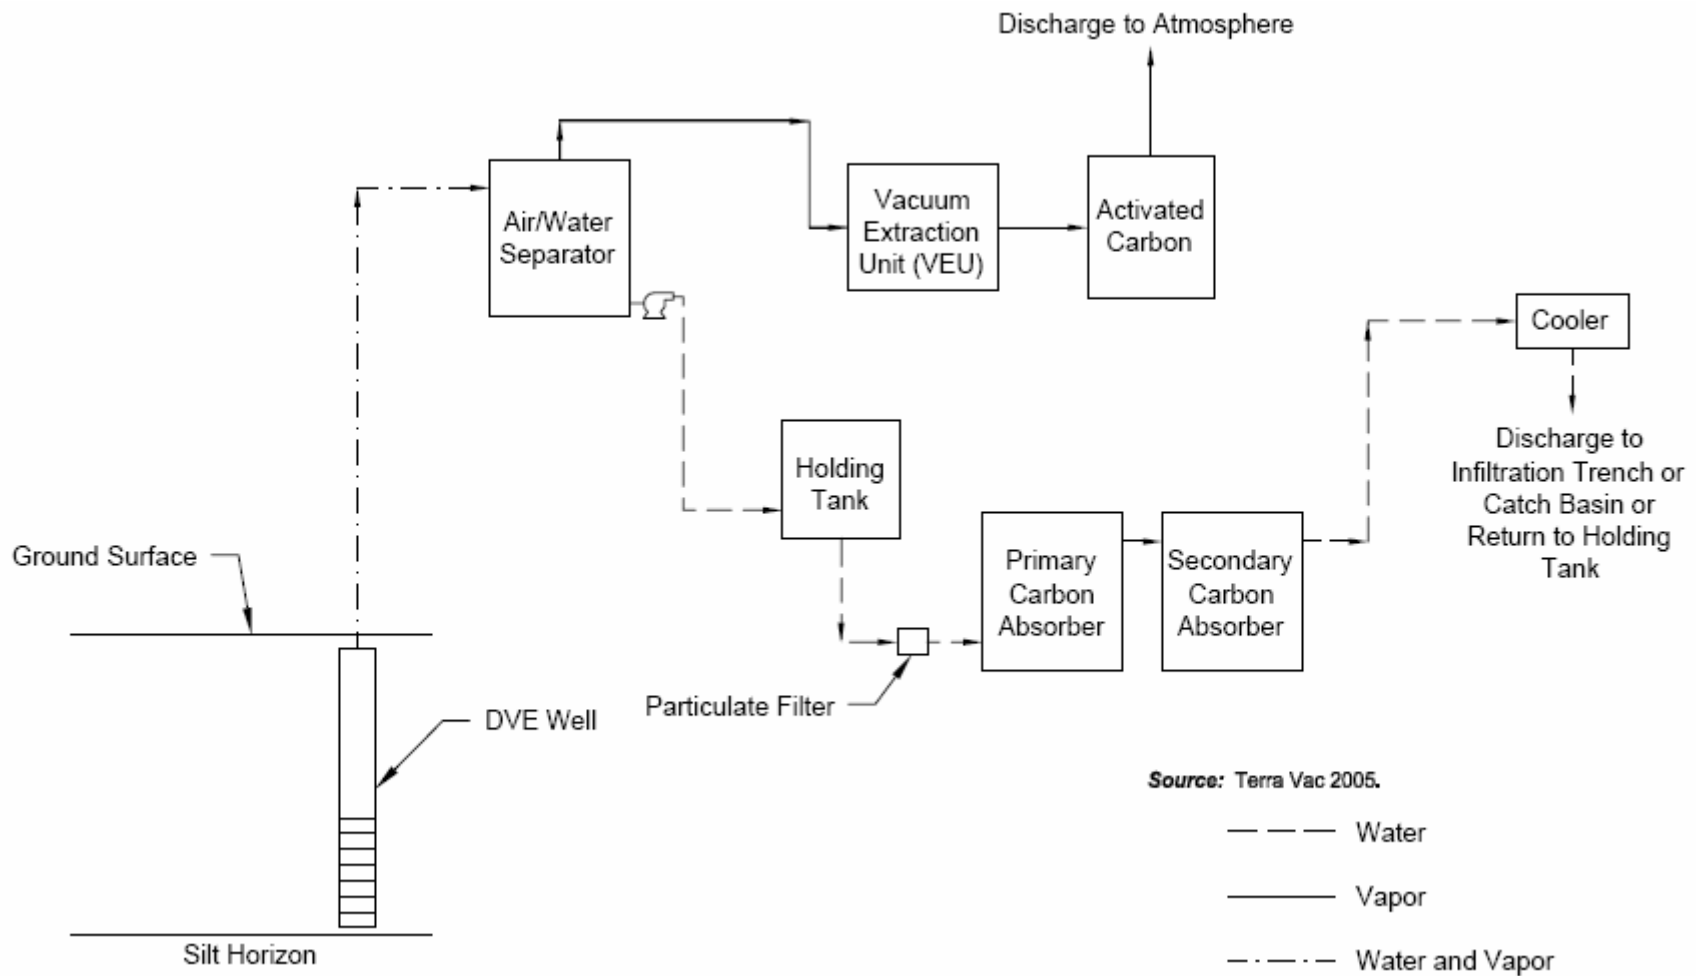 Discharge to Atmosphere
Air/Water
Separator
Vacuum
Extraction
Unit (VEU)
Activated
Carbon
Cooler
Discharge to
Infiltration Trench or
Catch Basin or
Return to Holding
Tank
Holding
Tank
Ground Surface
Primary
Carbon
Absorber
Secondary
Carbon
Absorber
Particulate Filter
DVE Well
Silt Horizon
Source: Terra Vac 2005.
Water
Vapor
Water and Vapor